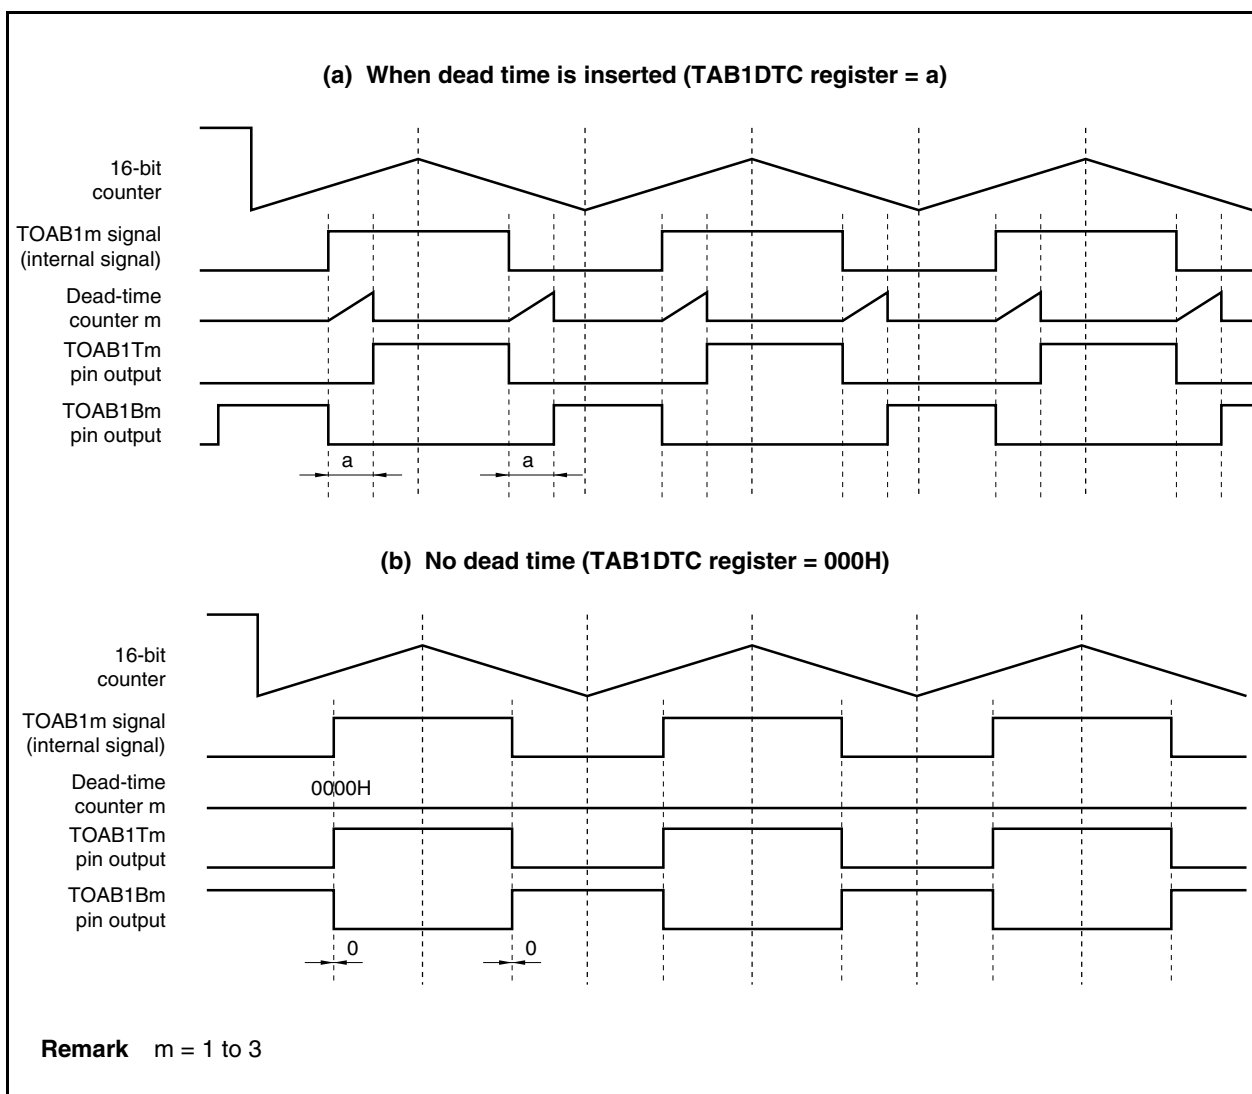 (a) When dead time is inserted (TAB1DTC register = a)
16-bit
counter
TOAB1m signal
(internal signal)
Dead-time
counter m
TOAB1Tm
pin output
TOAB1Bm
pin output
a
a
(b) No dead time (TAB1DTC register = 000H)
16-bit
counter
TOAB1m signal
(internal signal)
Dead-time
counter m
0000H
TOAB1Tm
pin output
TOAB1Bm
pin output
0
0
Remark m = 1 to 3